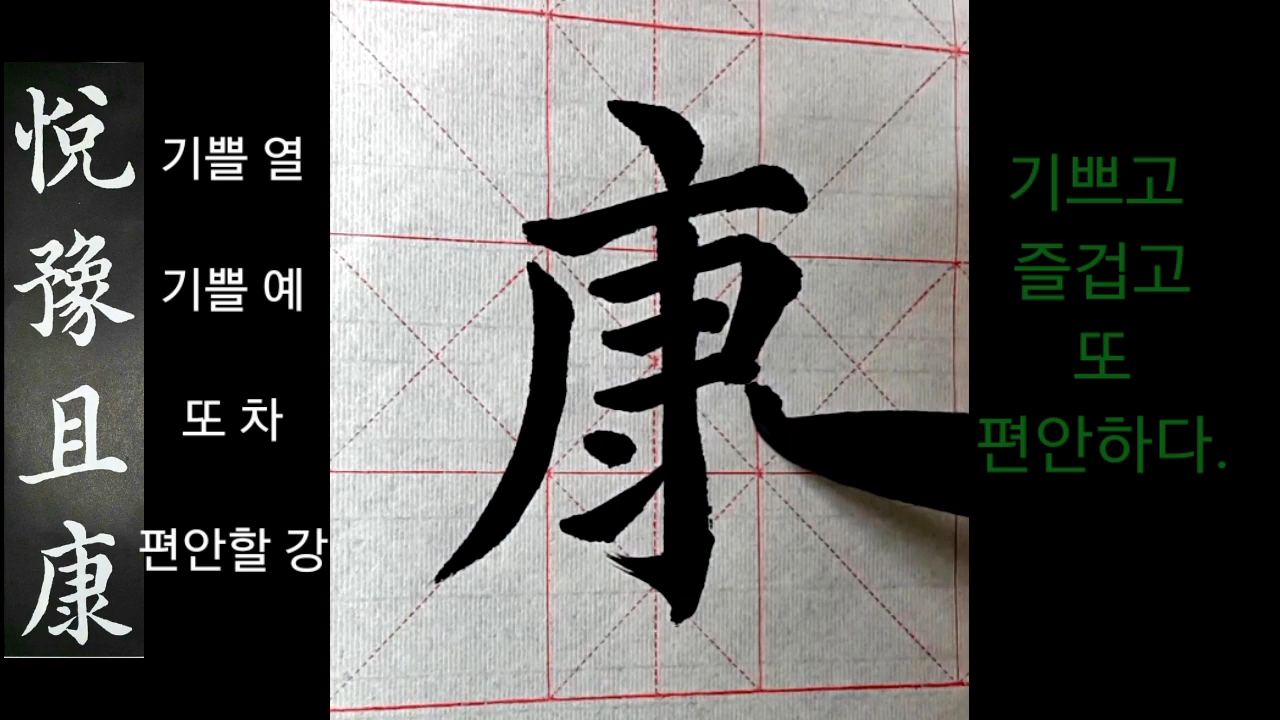 悅
豫
且
康
기쁠 열
기쁠 예
또 차
편안할 강
康
기쁘고
즐겁고
또
편안하다.